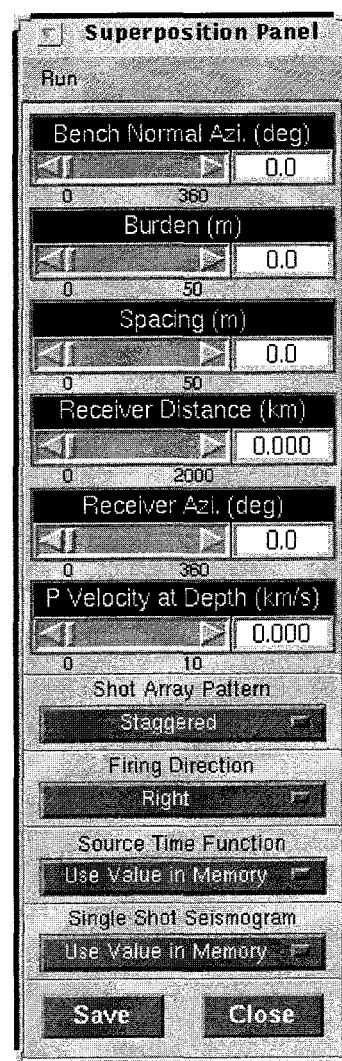 Superposition Panel
Run
Bench Normal Azi. (deg)
0.0
0 360
Burden (m)
0.0
0 50
Spacing (m)
0.0
0 50
Receiver Distance (km)
0.000
0 2000
Receiver Azi. (deg)
0.0
0 360
P Velocity at Depth (km/s)
0.000
0 10
Shot Array Pattern
Staggered
Firing Direction
Right
Source Time Function
Use Value in Memory
Single Shot Seismogram
Use Value in Memory
Save Close